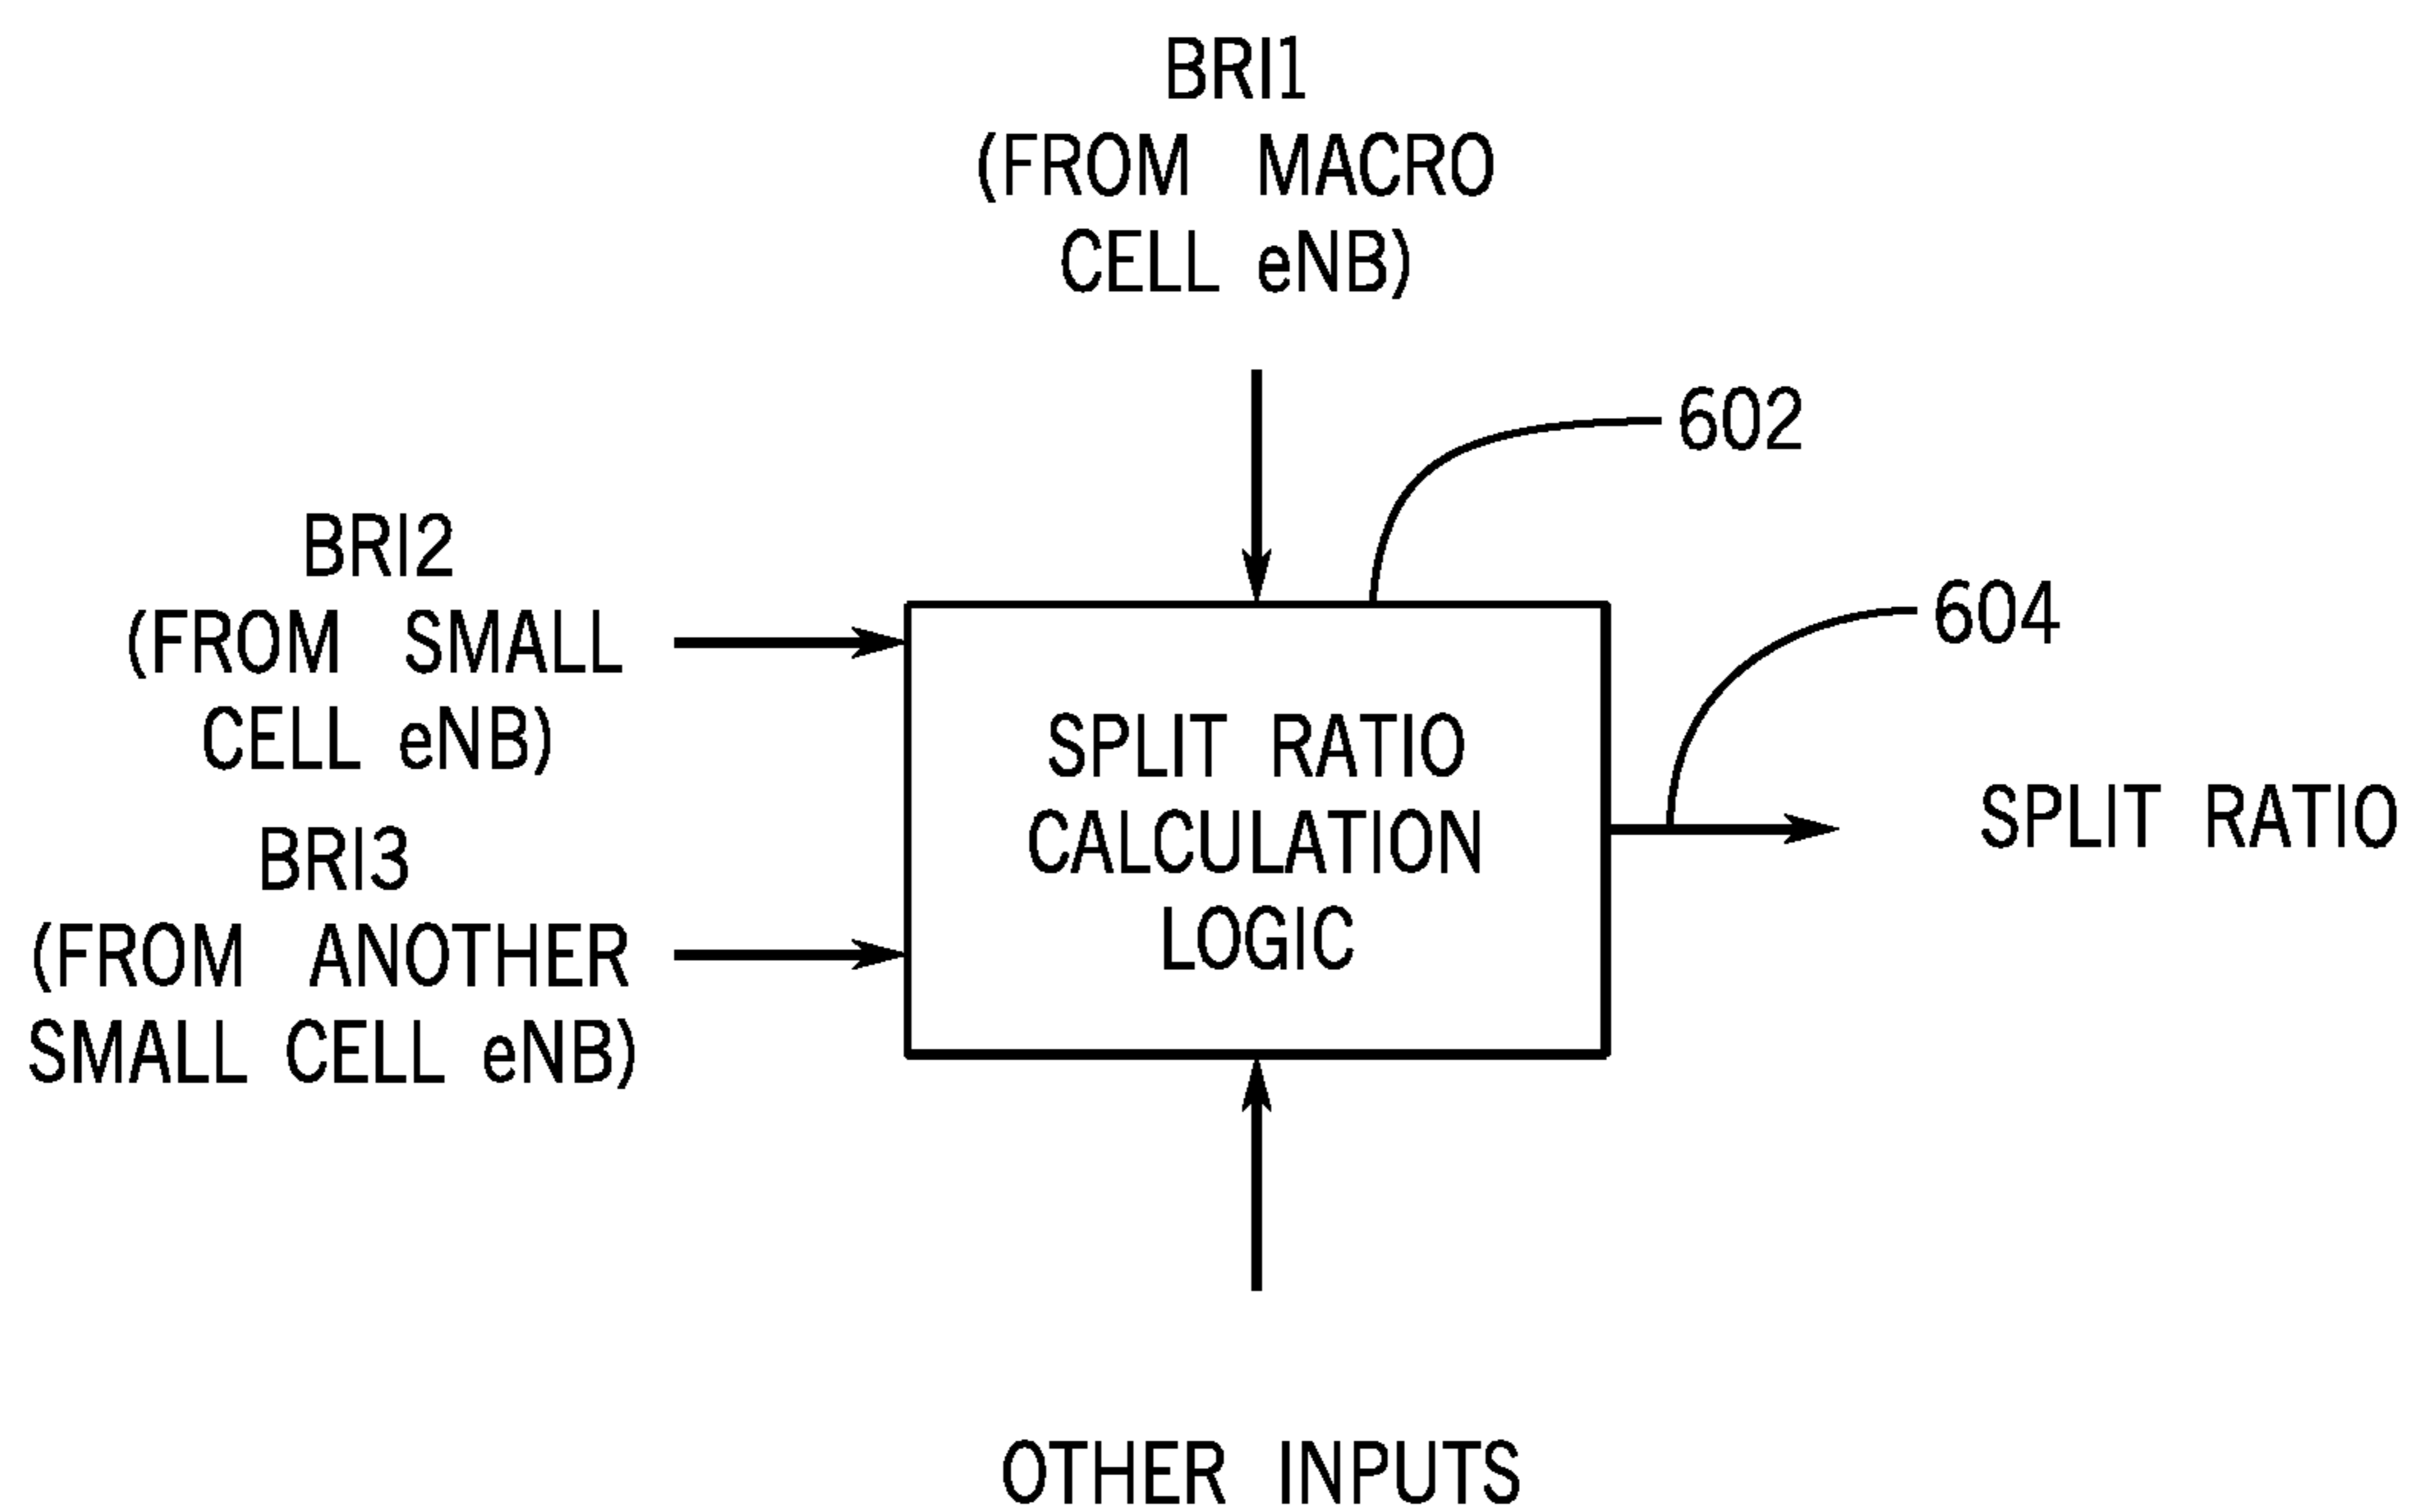 BRI1
(FROM MACRO
CELL eNB)
602
BRI2
(FROM SMALL
CELL eNB)
604
BRI3
(FROM ANOTHER
SMALL CELL eNB)
SPLIT RATIO
CALCULATION
LOGIC
SPLIT RATIO
OTHER INPUTS